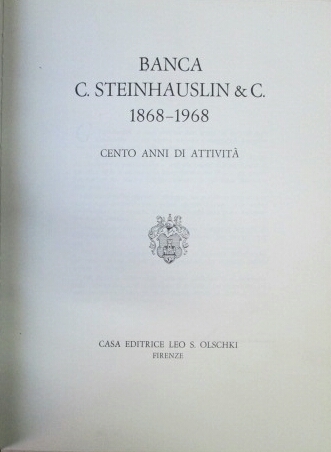 BANCA
C. STEINHAUSLIN & C.
1868-1968
CENTO ANNI DI ATTIVITÀ
CASA EDITRICE LEO S. OLSCHKI
FIRENZE